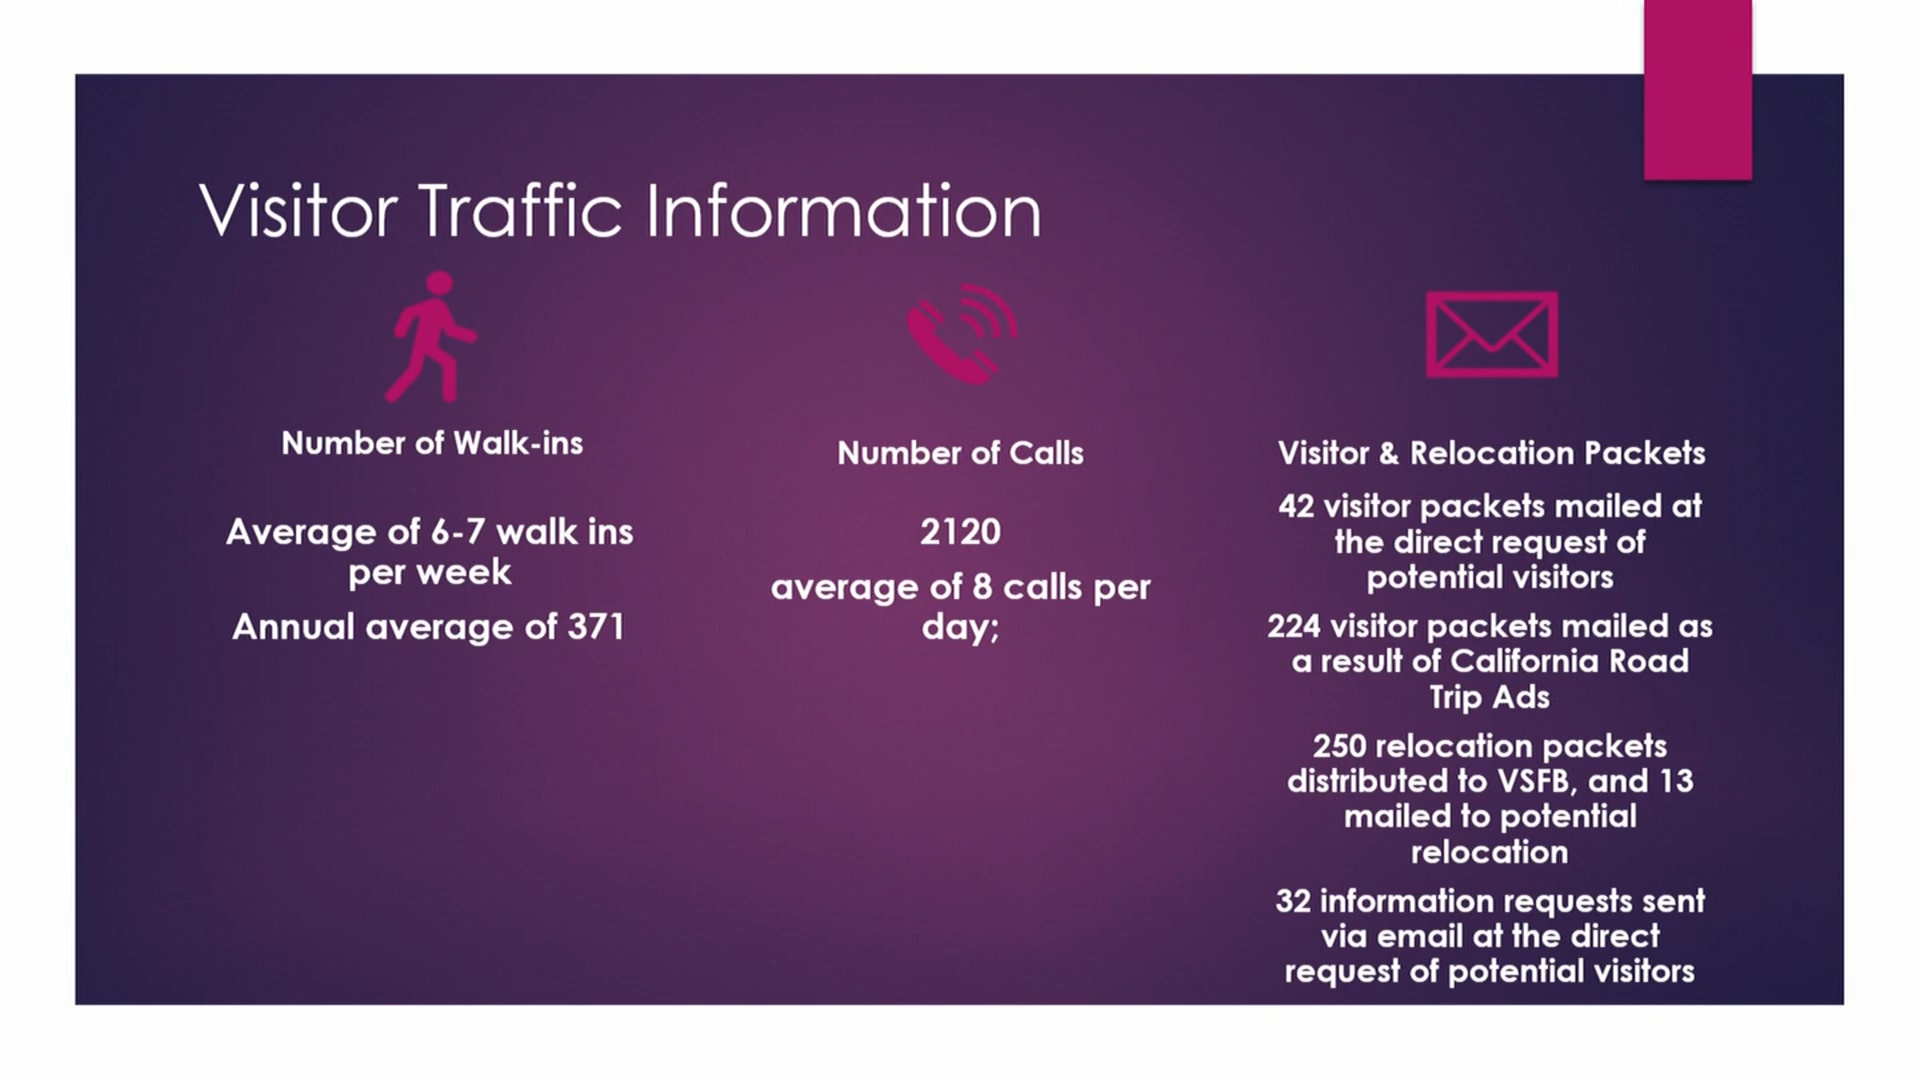 Visitor Traffic Information
Number of Walk-ins
Average of 6-7 walk ins
per week
Annual average of 371
Number of Calls
2120
average of 8 calls per
day;
Visitor & Relocation Packets
42 visitor packets mailed at
the direct request of
potential visitors
224 visitor packets mailed as
a result of California Road
Trip Ads
250 relocation packets
distributed to VSFB, and 13
mailed to potential
relocation
32 information requests sent
via email at the direct
request of potential visitors